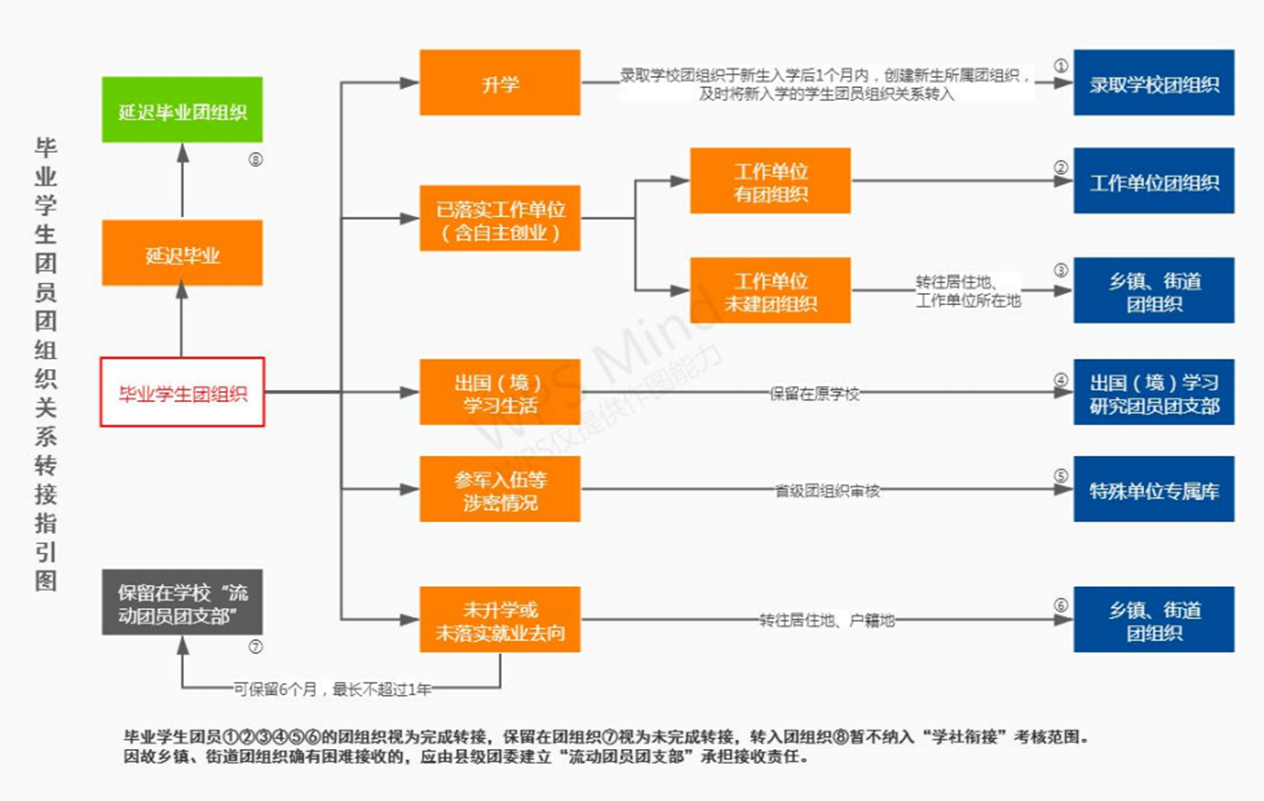 毕业学生团员团组织关系转接指引图
延迟毕业团组织
⑧
延迟毕业
毕业学生团组织
保留在学校“流
动团员团支部”
⑦
可保留6个月，最长不超过1年
升学
录取学校团组织于新生入学后1个月内，创建新生所属团组织，
及时将新入学的学生团员组织关系转入
①
录取学校团组织
已落实工作单位
（含自主创业）
工作单位
有团组织
②
工作单位团组织
工作单位
未建团组织
转往居住地、
工作单位所在地
③
乡镇、街道
团组织
出国（境）
学习生活
保留在原学校
④
出国（境）学习
研究团员团支部
参军入伍等
涉密情况
省级团组织审核
⑤
特殊单位专属库
未升学或
未落实就业去向
转往居住地、户籍地
⑥
乡镇、街道
团组织
WPS Mind
WPS仅提供作图能力
毕业学生团员①②③④⑤⑥的团组织视为完成转接，保留在团组织⑦视为未完成转接，转入团组织⑧暂不纳入“学社衔接”考核范围。
因故乡镇、街道团组织确有困难接收的，应由县级团委建立“流动团员团支部”承担接收责任。